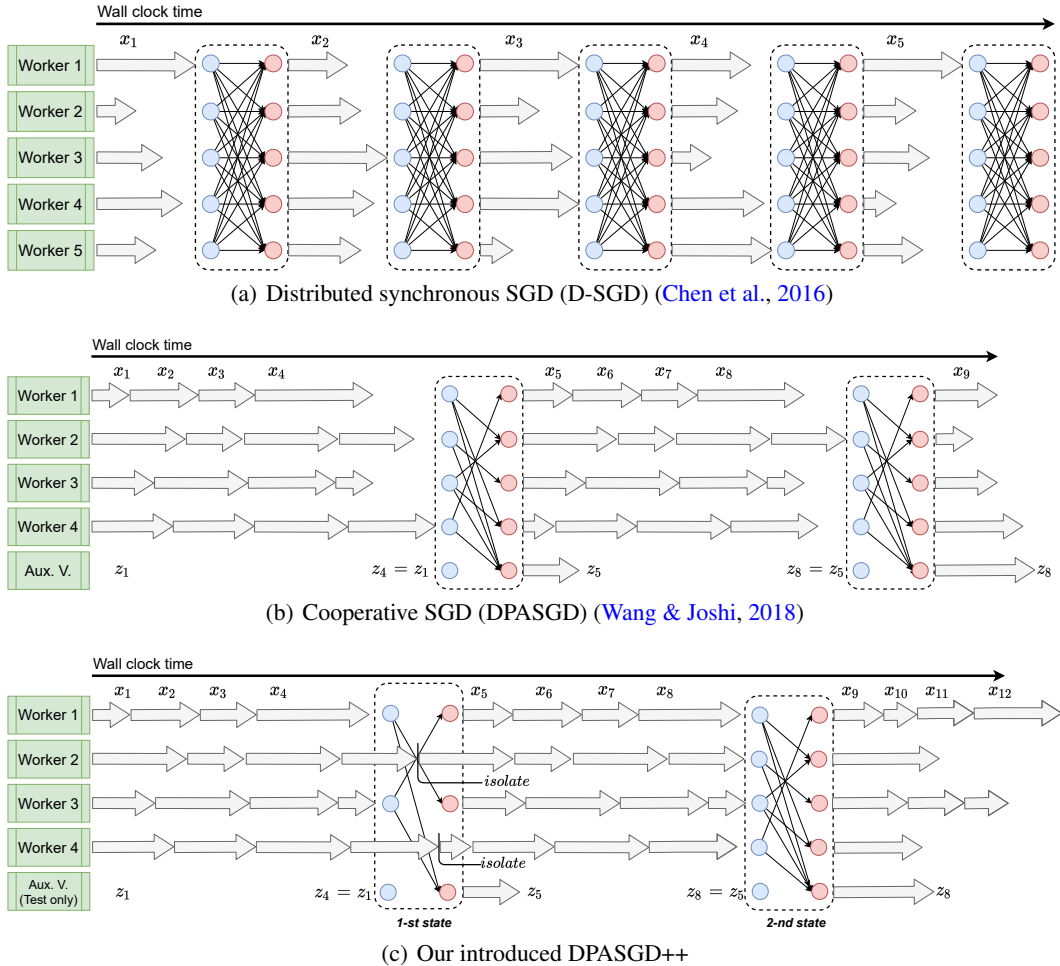 Wall clock time
x1 x2 x3 x4 x5
Worker 1
Worker 2
Worker 3
Worker 4
Worker 5
(a) Distributed synchronous SGD (D-SGD) (Chen et al., 2016)
Wall clock time
x1 x2 x3 x4 x5 x6 x7 x8 x9
Worker 1
Worker 2
Worker 3
Worker 4
Aux. V. z1 z4 = z1 z5 z8 = z5 z8
(b) Cooperative SGD (DPASGD) (Wang & Joshi, 2018)
Wall clock time
x1 x2 x3 x4 x5 x6 x7 x8 x9 x10 x11 x12
Worker 1
Worker 2
isolate
Worker 3
Worker 4
isolate
Aux. V.
(Test only)
z1 z4 = z1 z5 z8 = z5 z8
1-st state 2-nd state
(c) Our introduced DPASGD++